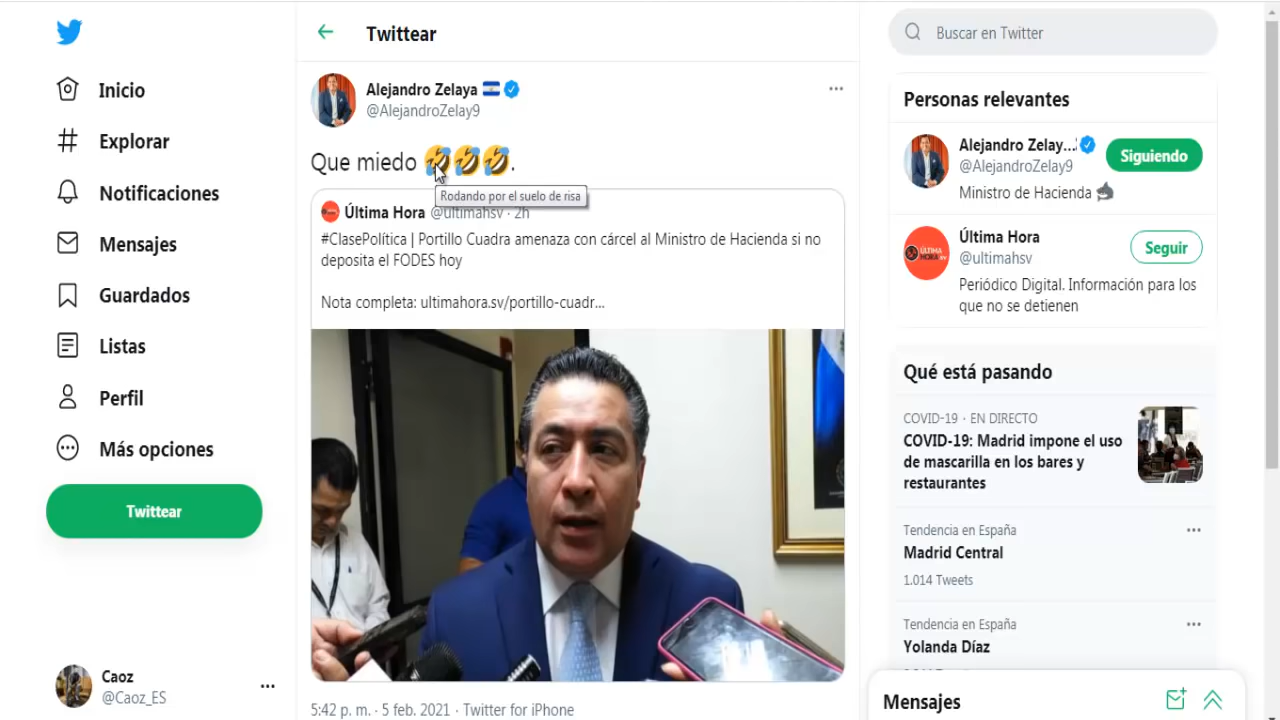 Inicio
Explorar
Notificaciones
Mensajes
Guardados
Listas
Perfil
Más opciones
Twittear
Caoz
@Caoz_ES
Twittear
Alejandro Zelaya
@AlejandroZelay9
Que miedo 🤣🤣🤣.
Rodando por el suelo de risa
Última Hora @ultimahsv · 2h
#ClasePolítica | Portillo Cuadra amenaza con cárcel al Ministro de Hacienda si no
deposita el FODES hoy
Nota completa: ultimahora.sv/portillo-cuadr...
5:42 p. m. · 5 feb. 2021 · Twitter for iPhone
Buscar en Twitter
Personas relevantes
Alejandro Zelay...
@AlejandroZelay9
Siguiendo
Ministro de Hacienda
Última Hora
@ultimahsv
Seguir
Periódico Digital. Información para los
que no se detienen
ÚLTIMA
HORA SV
Qué está pasando
COVID-19 · EN DIRECTO
COVID-19: Madrid impone el uso
de mascarilla en los bares y
restaurantes
Tendencia en España
Madrid Central
1.014 Tweets
Tendencia en España
Yolanda Díaz
Mensajes